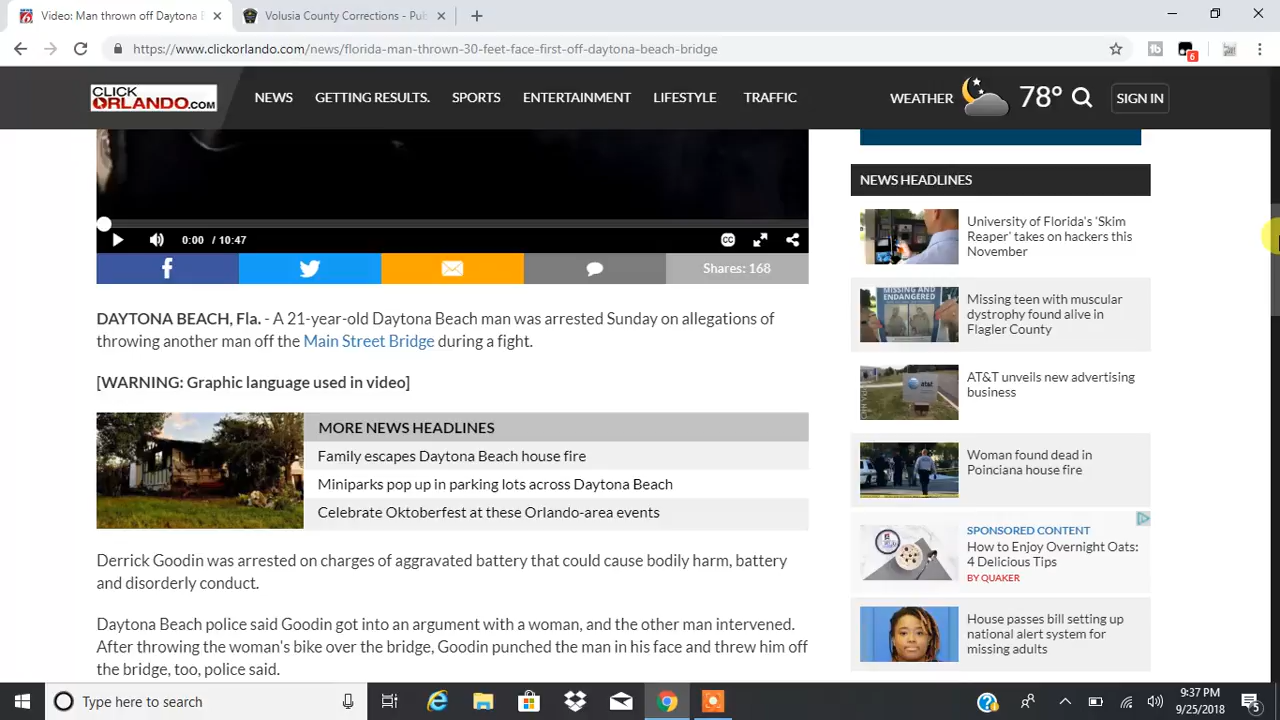 Video: Man thrown off Daytona B
Volusia County Corrections - Pub
https://www.clickorlando.com/news/florida-man-thrown-30-feet-face-first-off-daytona-beach-bridge
6
CLICK
ORLANDO.COM
NEWS
GETTING RESULTS.
SPORTS
ENTERTAINMENT
LIFESTYLE
TRAFFIC
WEATHER
78°
SIGN IN
0:00 / 10:47
CC
Shares: 168
DAYTONA BEACH, Fla. - A 21-year-old Daytona Beach man was arrested Sunday on allegations of
throwing another man off the Main Street Bridge during a fight.
[WARNING: Graphic language used in video]
MORE NEWS HEADLINES
Family escapes Daytona Beach house fire
Miniparks pop up in parking lots across Daytona Beach
Celebrate Oktoberfest at these Orlando-area events
Derrick Goodin was arrested on charges of aggravated battery that could cause bodily harm, battery
and disorderly conduct.
Daytona Beach police said Goodin got into an argument with a woman, and the other man intervened.
After throwing the woman's bike over the bridge, Goodin punched the man in his face and threw him off
the bridge, too, police said.
NEWS HEADLINES
University of Florida's 'Skim
Reaper' takes on hackers this
November
MISSING AND
ENDANGERED
Missing teen with muscular
dystrophy found alive in
Flagler County
at&t
AT&T unveils new advertising
business
Woman found dead in
Poinciana house fire
SPONSORED CONTENT
How to Enjoy Overnight Oats:
4 Delicious Tips
BY QUAKER
House passes bill setting up
national alert system for
missing adults
Type here to search
9:37 PM
9/25/2018
5